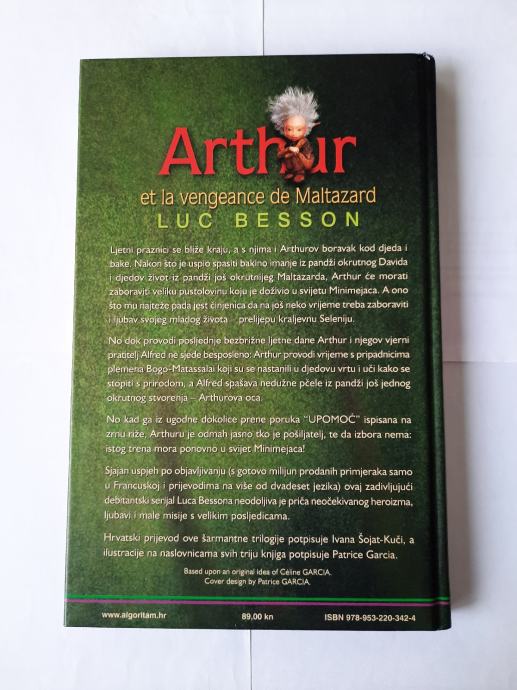 Arthur
et la vengeance de Maltazard
LUC BESSON
Ljetni praznici se bliže kraju, a s njima i Arthurov boravak kod djeda i
bake. Nakon što je uspio spasiti bakino imanje iz pandži okrutnog Davida
i djedov život iz pandži još okrutnijeg Maltazarda, Arthur će morati
zaboraviti veliku pustolovinu koju je doživio u svijetu Minimejaca. A ono
što mu najteže pada jest činjenica da na još neko vrijeme treba zaboraviti
i ljubav svojeg mladog života – prelijepu kraljevnu Seleniju.
No dok provodi posljednje bezbrižne ljetne dane Arthur i njegov vjerni
pratitelj Alfred ne sjede besposleno: Arthur provodi vrijeme s pripadnicima
plemena Bogo-Matassalai koji su se nastanili u djedovu vrtu i uči kako se
stopiti s prirodom, a Alfred spašava nedužne pčele iz pandži još jednog
okrutnog stvorenja – Arthurova oca.
No kad ga iz ugodne dokolice prene poruka "UPOMOĆ" ispisana na
zrnu riže, Arthuru je odmah jasno tko je pošiljatelj, te da izbora nema:
istog trena mora ponovno u svijet Minimejaca!
Sjajan uspjeh po objavljivanju (s gotovo milijun prodanih primjeraka samo
u Francuskoj i prijevodima na više od dvadeset jezika) ovaj zadivljujući
debitantski serijal Luca Bessona neodoljiva je priča neočekivanog heroizma,
ljubavi i male misije s velikim posljedicama.
Hrvatski prijevod ove šarmantne trilogije potpisuje Ivana Šojat-Kuči, a
ilustracije na naslovnicama svih triju knjiga potpisuje Patrice Garcia.
Based upon an original idea of Céline GARCIA.
Cover design by Patrice GARCIA.
www.algoritam.hr 89,00 kn ISBN 978-953-220-342-4